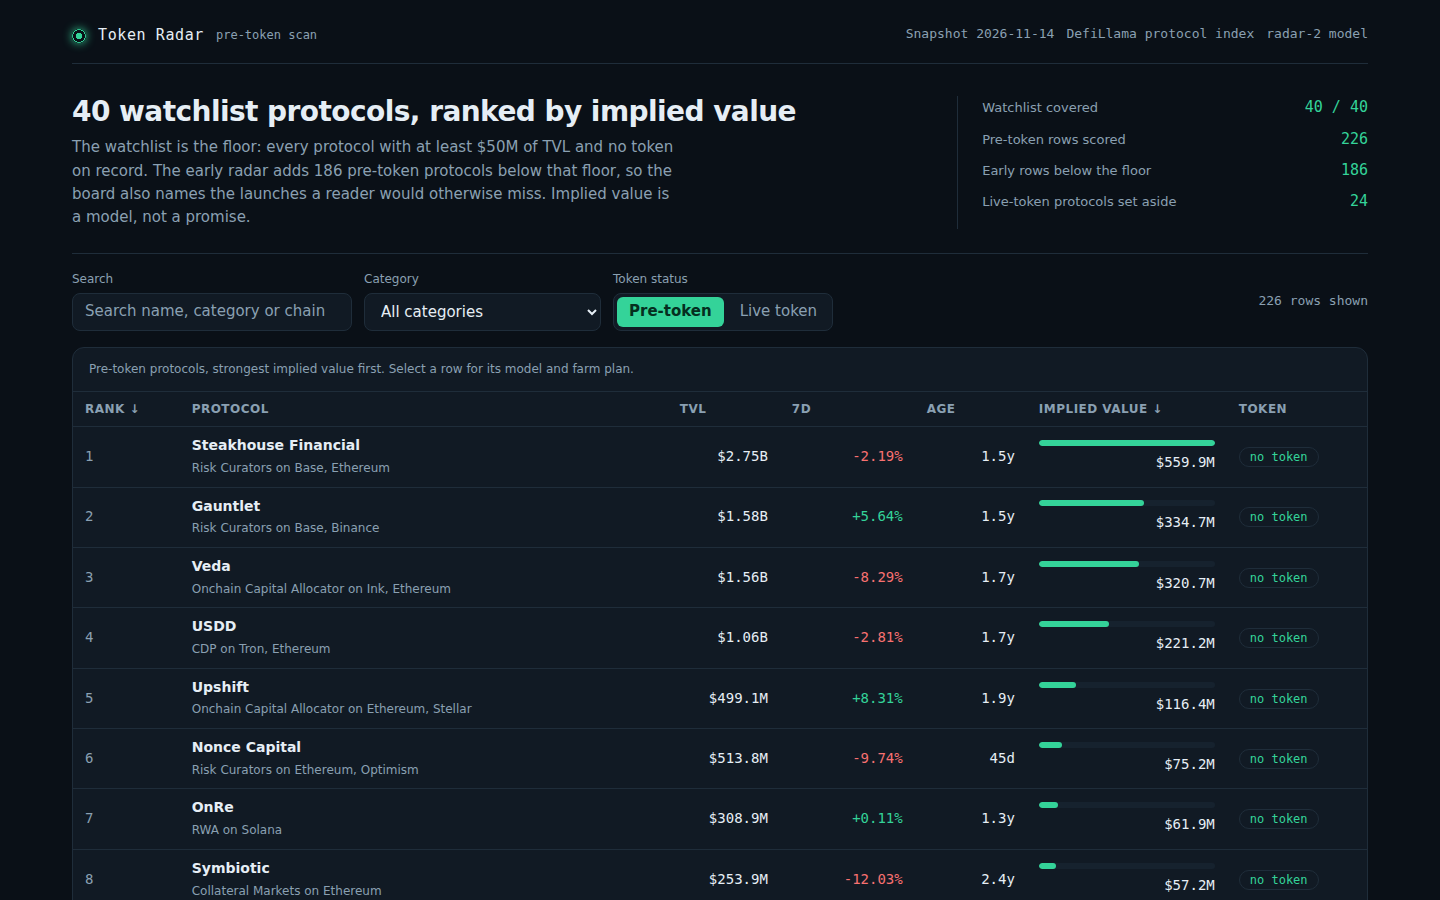 Token Radar pre-token scan
Snapshot 2026-11-14 DefiLlama protocol index radar-2 model
40 watchlist protocols, ranked by implied value
The watchlist is the floor: every protocol with at least $50M of TVL and no token
on record. The early radar adds 186 pre-token protocols below that floor, so the
board also names the launches a reader would otherwise miss. Implied value is
a model, not a promise.
Watchlist covered 40 / 40
Pre-token rows scored 226
Early rows below the floor 186
Live-token protocols set aside 24
Search
Search name, category or chain
Category
All categories
Token status
Pre-token Live token
226 rows shown
Pre-token protocols, strongest implied value first. Select a row for its model and farm plan.
RANK ↓ PROTOCOL TVL 7D AGE IMPLIED VALUE ↓ TOKEN
1 Steakhouse Financial $2.75B -2.19% 1.5y $559.9M no token
Risk Curators on Base, Ethereum
2 Gauntlet $1.58B +5.64% 1.5y $334.7M no token
Risk Curators on Base, Binance
3 Veda $1.56B -8.29% 1.7y $320.7M no token
Onchain Capital Allocator on Ink, Ethereum
4 USDD $1.06B -2.81% 1.7y $221.2M no token
CDP on Tron, Ethereum
5 Upshift $499.1M +8.31% 1.9y $116.4M no token
Onchain Capital Allocator on Ethereum, Stellar
6 Nonce Capital $513.8M -9.74% 45d $75.2M no token
Risk Curators on Ethereum, Optimism
7 OnRe $308.9M +0.11% 1.3y $61.9M no token
RWA on Solana
8 Symbiotic $253.9M -12.03% 2.4y $57.2M no token
Collateral Markets on Ethereum